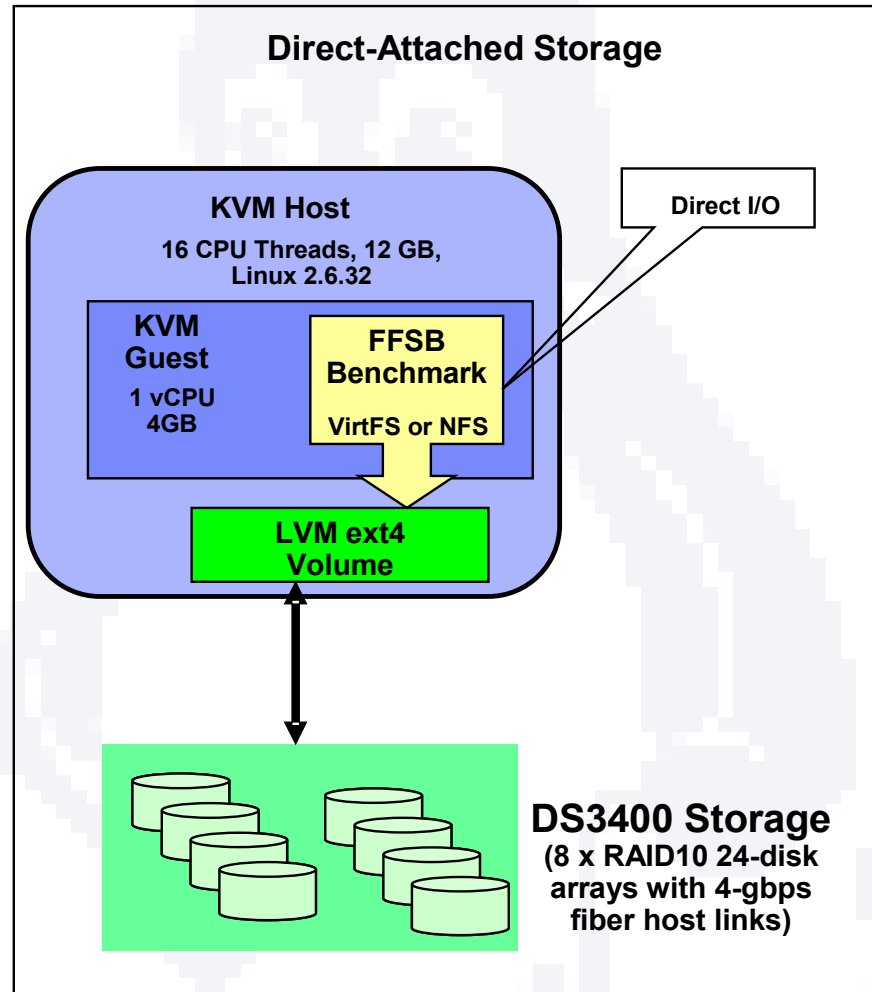 Direct-Attached Storage
KVM Host
16 CPU Threads, 12 GB,
Linux 2.6.32
Direct I/O
KVM
Guest
1 vCPU
4GB
FFSB
Benchmark
VirtFS or NFS
LVM ext4
Volume
DS3400 Storage
(8 x RAID10 24-disk
arrays with 4-gbps
fiber host links)